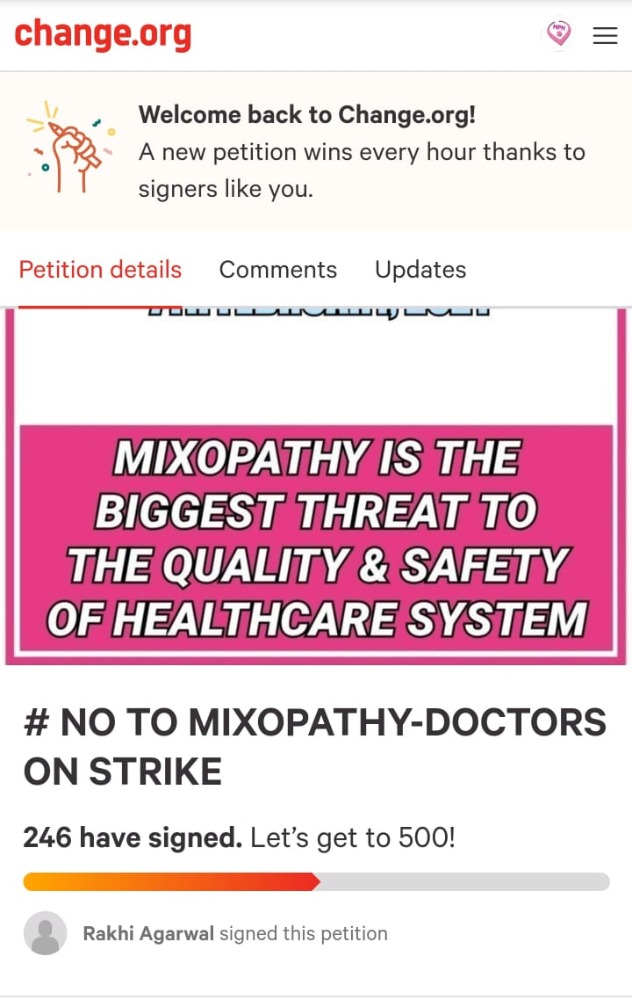 change.org
MPH
Welcome back to Change.org!
A new petition wins every hour thanks to
signers like you.
Petition details
Comments
Updates
MIXOPATHY IS THE
BIGGEST THREAT TO
THE QUALITY & SAFETY
OF HEALTHCARE SYSTEM
# NO TO MIXOPATHY-DOCTORS
ON STRIKE
246 have signed. Let's get to 500!
Rakhi Agarwal signed this petition